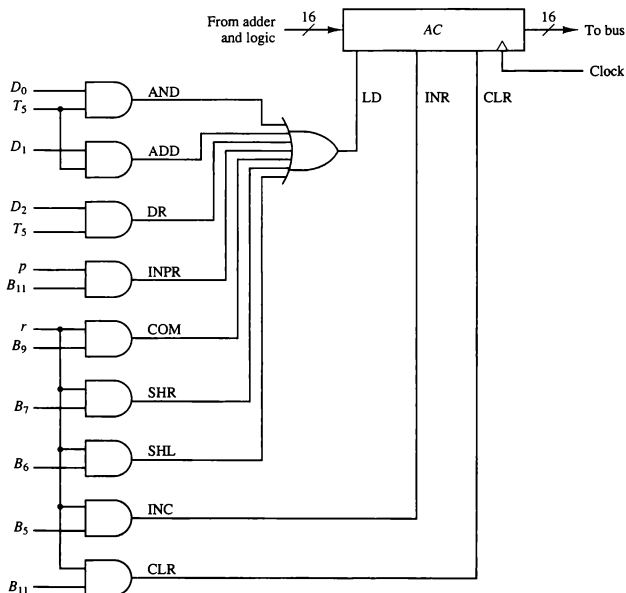 From adder
and logic
16
AC
16
To bus
Clock
LD
INR
CLR
D₀
T₅
AND
D₁
ADD
D₂
T₅
DR
p
B₁₁
INPR
r
B₉
COM
B₇
SHR
B₆
SHL
B₅
INC
B₁₁
CLR